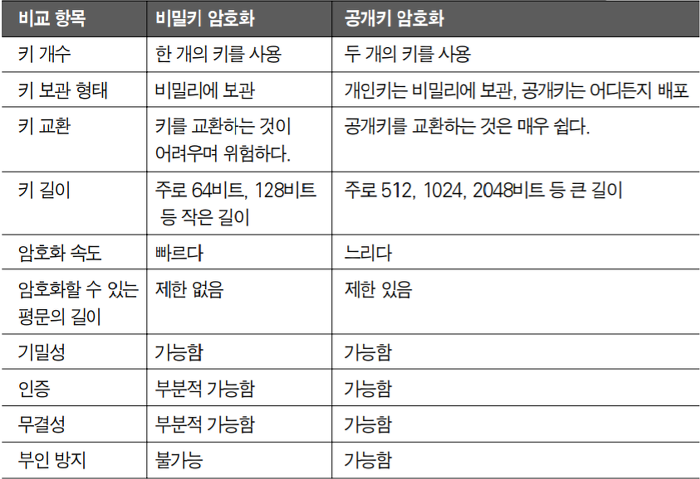 비교 항목 비밀키 암호화 공개키 암호화
키 개수 한 개의 키를 사용 두 개의 키를 사용
키 보관 형태 비밀리에 보관 개인키는 비밀리에 보관, 공개키는 어디든지 배포
키 교환 키를 교환하는 것이 공개키를 교환하는 것은 매우 쉽다.
어려우며 위험하다.
키 길이 주로 64비트, 128비트 주로 512, 1024, 2048비트 등 큰 길이
등 작은 길이
암호화 속도 빠르다 느리다
암호화할 수 있는 제한 없음 제한 있음
평문의 길이
기밀성 가능함 가능함
인증 부분적 가능함 가능함
무결성 부분적 가능함 가능함
부인 방지 불가능 가능함